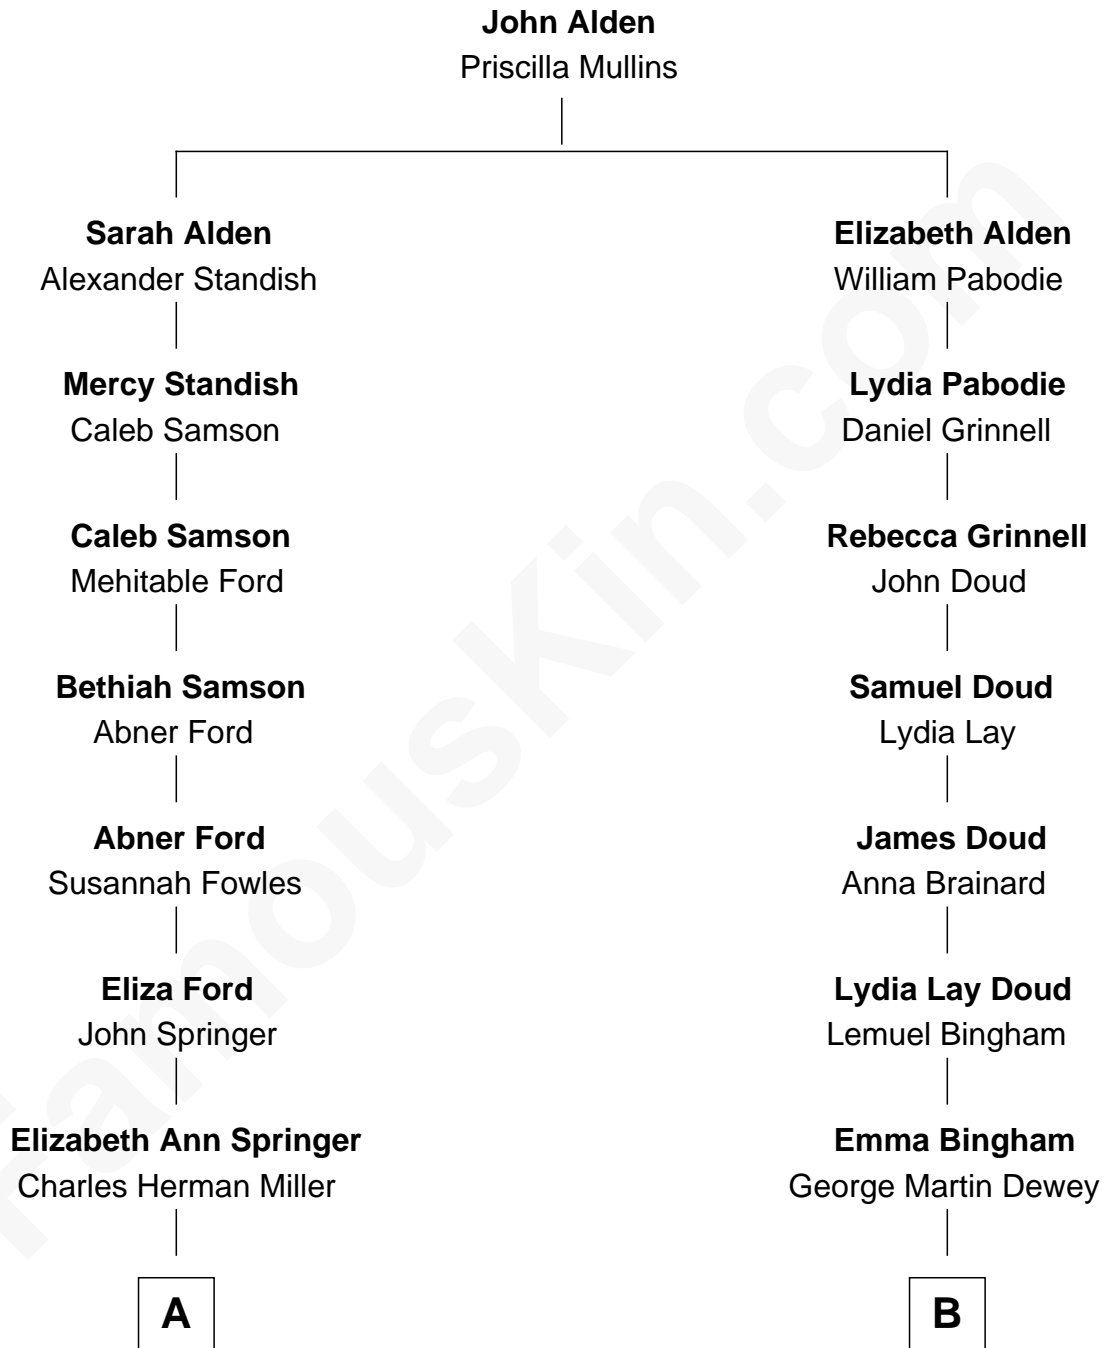 John Alden
Priscilla Mullins
Sarah Alden
Alexander Standish
Mercy Standish
Caleb Samson
Caleb Samson
Mehitable Ford
Bethiah Samson
Abner Ford
Abner Ford
Susannah Fowles
Eliza Ford
John Springer
Elizabeth Ann Springer
Charles Herman Miller
A
Elizabeth Alden
William Pabodie
Lydia Pabodie
Daniel Grinnell
Rebecca Grinnell
John Doud
Samuel Doud
Lydia Lay
James Doud
Anna Brainard
Lydia Lay Doud
Lemuel Bingham
Emma Bingham
George Martin Dewey
B
FamousKin.com